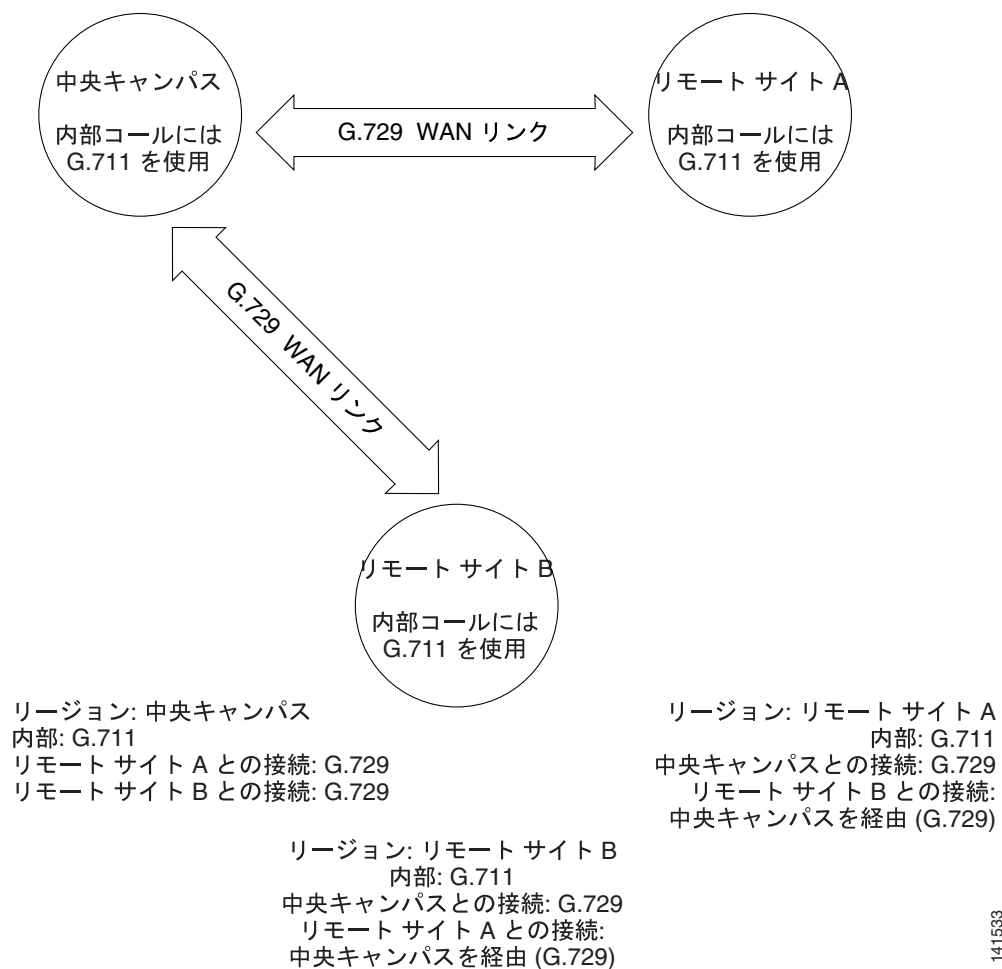 中央キャンパス
内部コールには
G.711 を使用
G.729 WAN リンク
リモート サイト A
内部コールには
G.711 を使用
G.729 WAN リンク
リモート サイト B
内部コールには
G.711 を使用
リージョン: 中央キャンパス
内部: G.711
リモート サイト A との接続: G.729
リモート サイト B との接続: G.729
リージョン: リモート サイト A
内部: G.711
中央キャンパスとの接続: G.729
リモート サイト B との接続:
中央キャンパスを経由 (G.729)
リージョン: リモート サイト B
内部: G.711
中央キャンパスとの接続: G.729
リモート サイト A との接続:
中央キャンパスを経由 (G.729)
141533